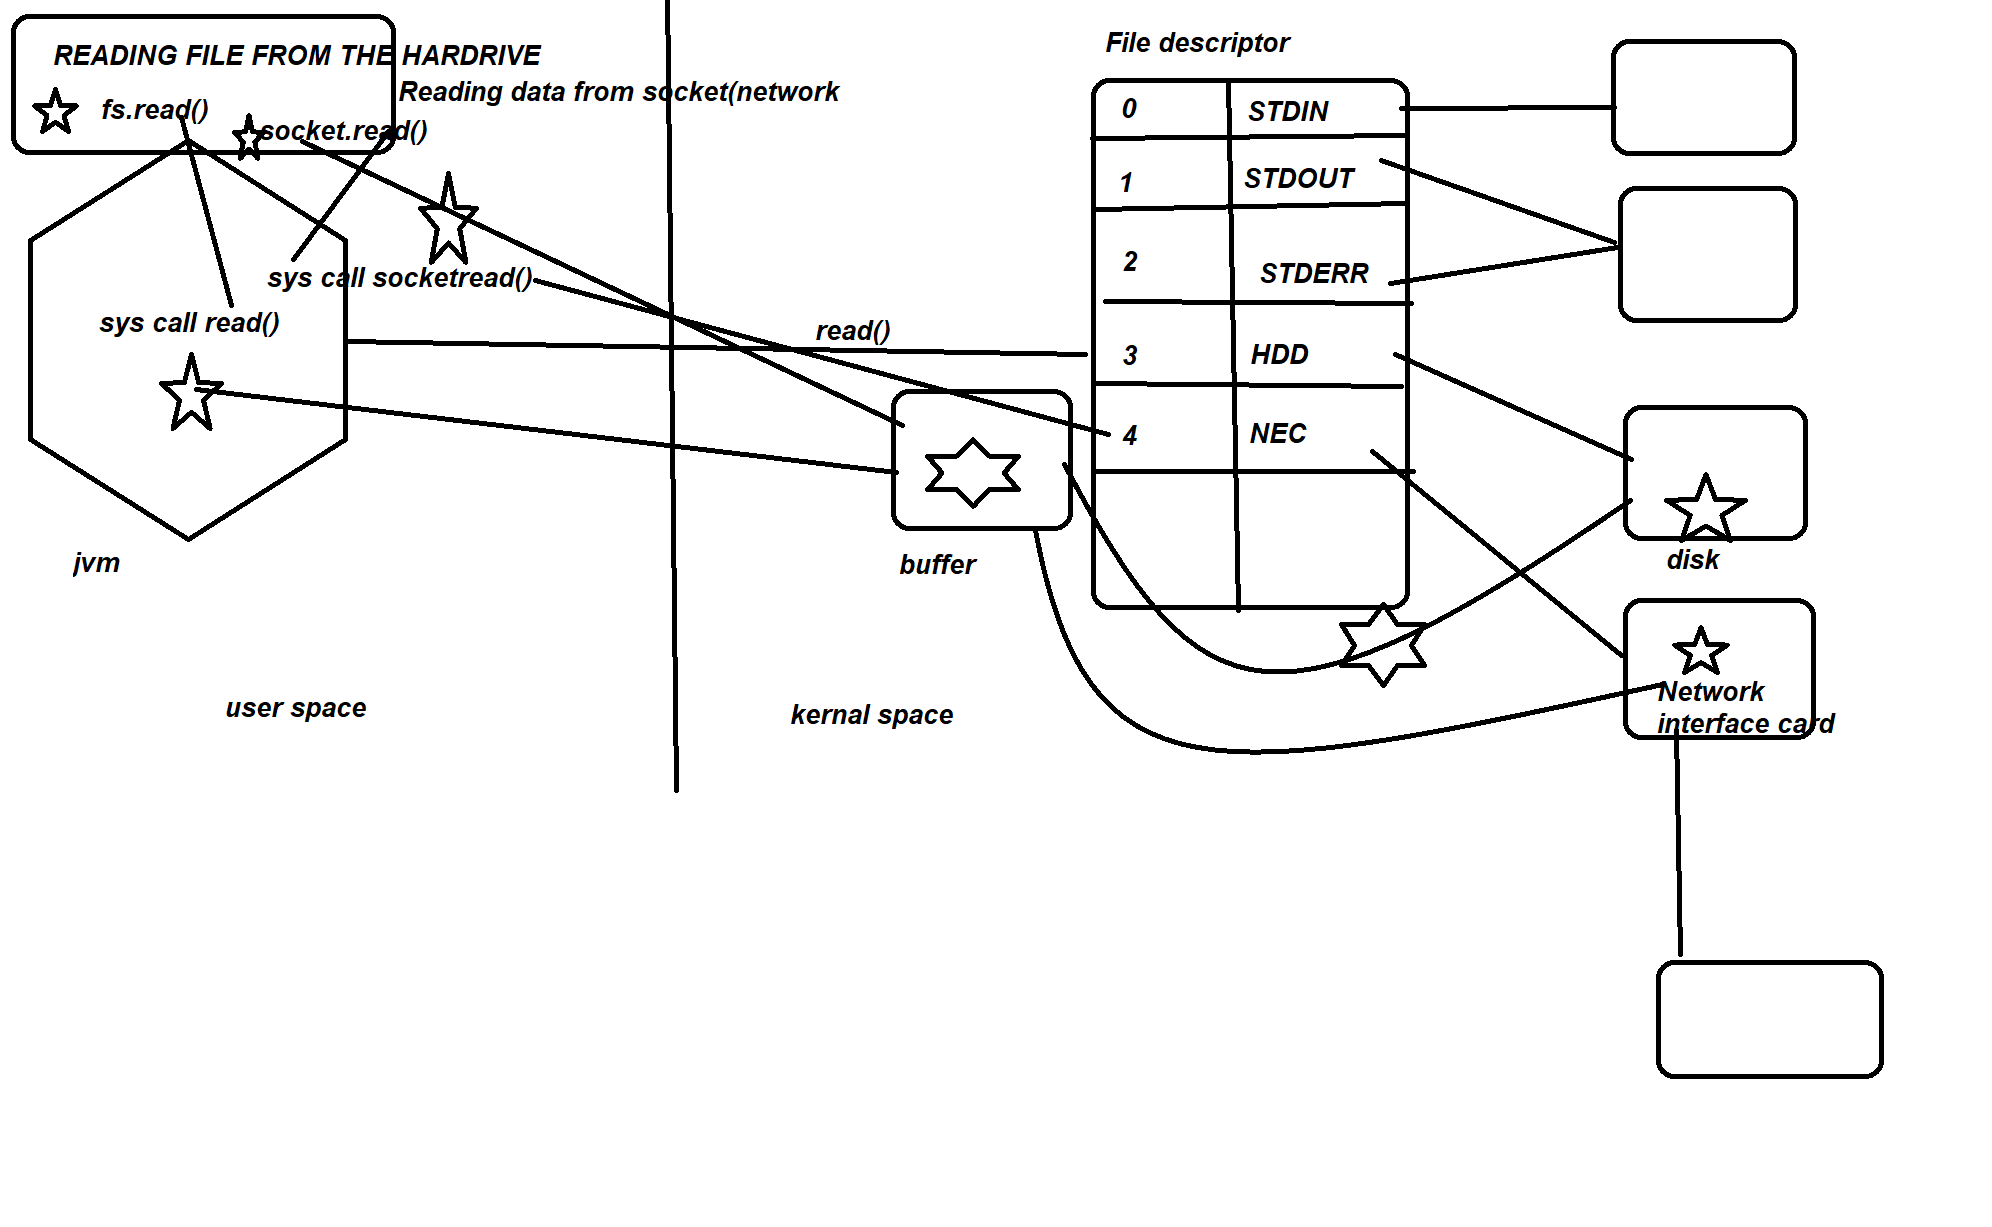 READING FILE FROM THE HARDRIVE
fs.read()
Reading data from socket(network
socket.read()
sys call socketread()
sys call read()
jvm
user space
read()
buffer
kernal space
File descriptor
0 STDIN
1 STDOUT
2 STDERR
3 HDD
4 NEC
disk
Network
interface card